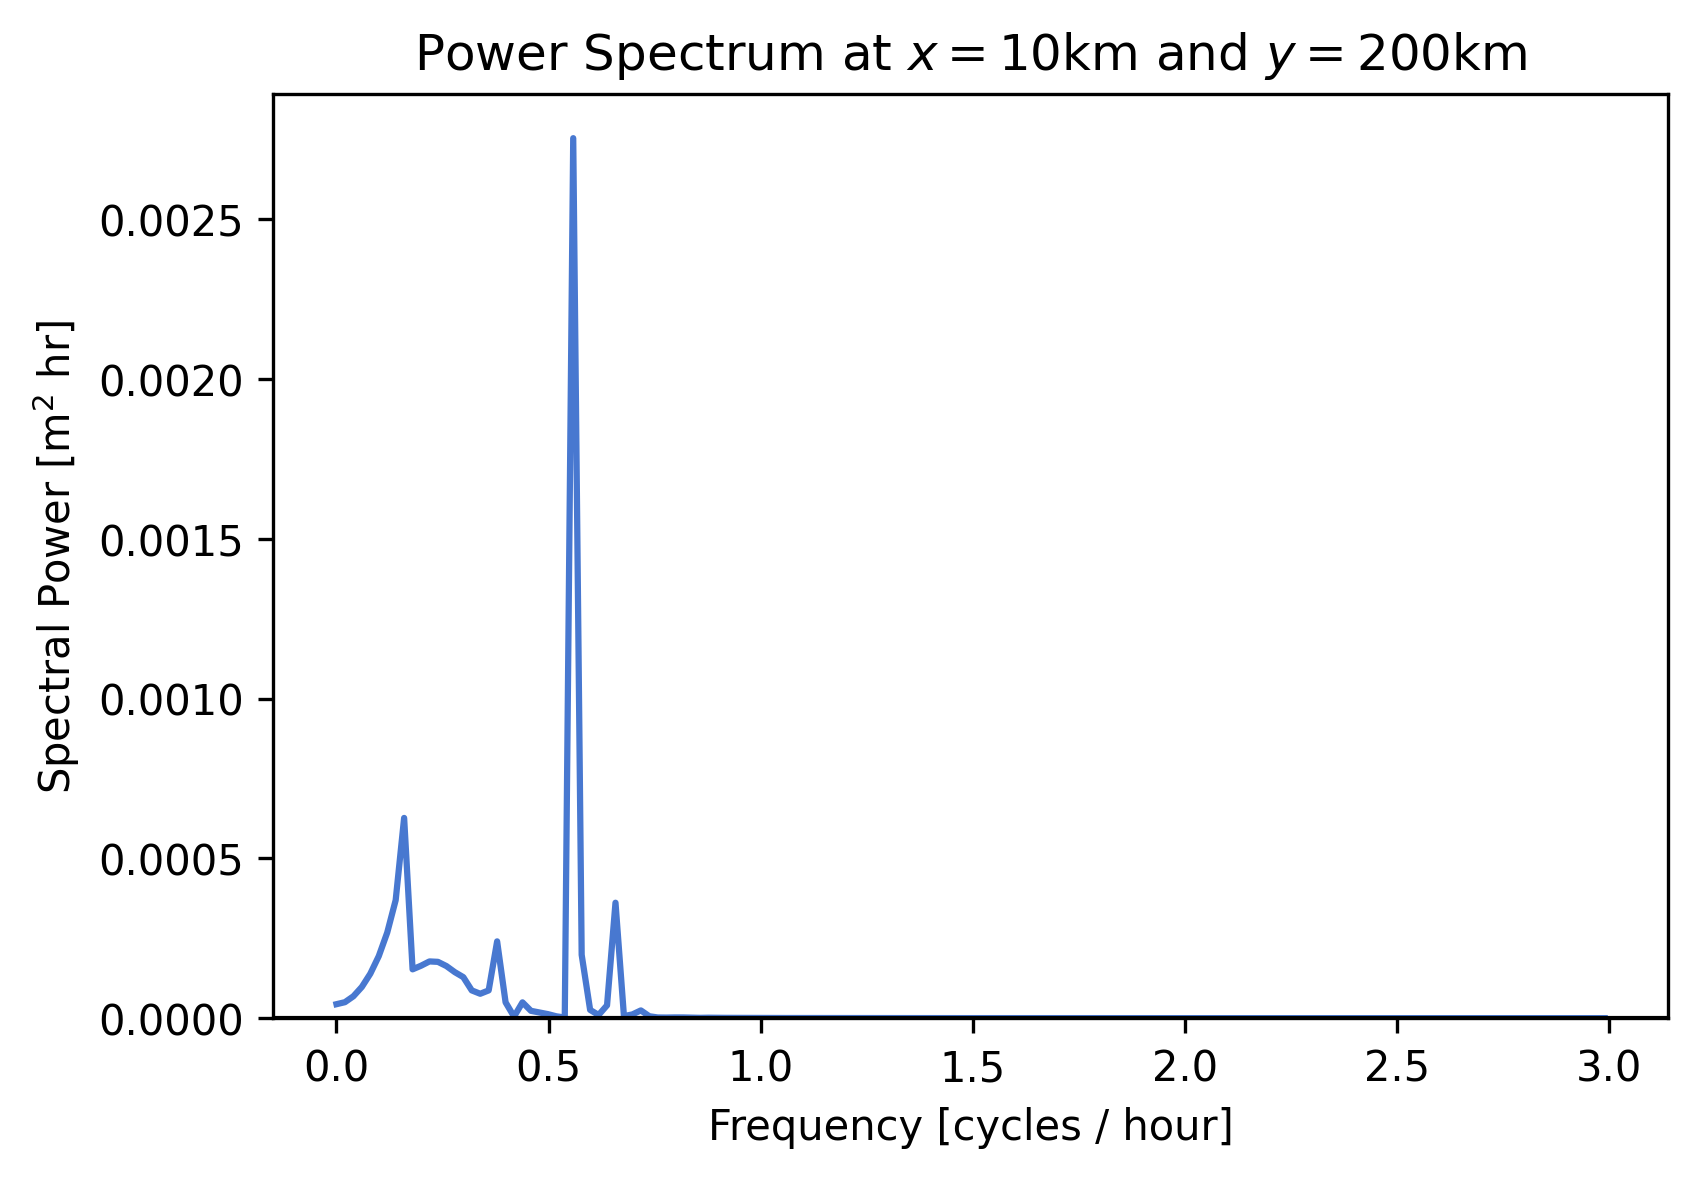 Power Spectrum at x = 10km and y = 200km
Spectral Power [m² hr]
0.0025
0.0020
0.0015
0.0010
0.0005
0.0000
0.0 0.5 1.0 1.5 2.0 2.5 3.0
Frequency [cycles / hour]